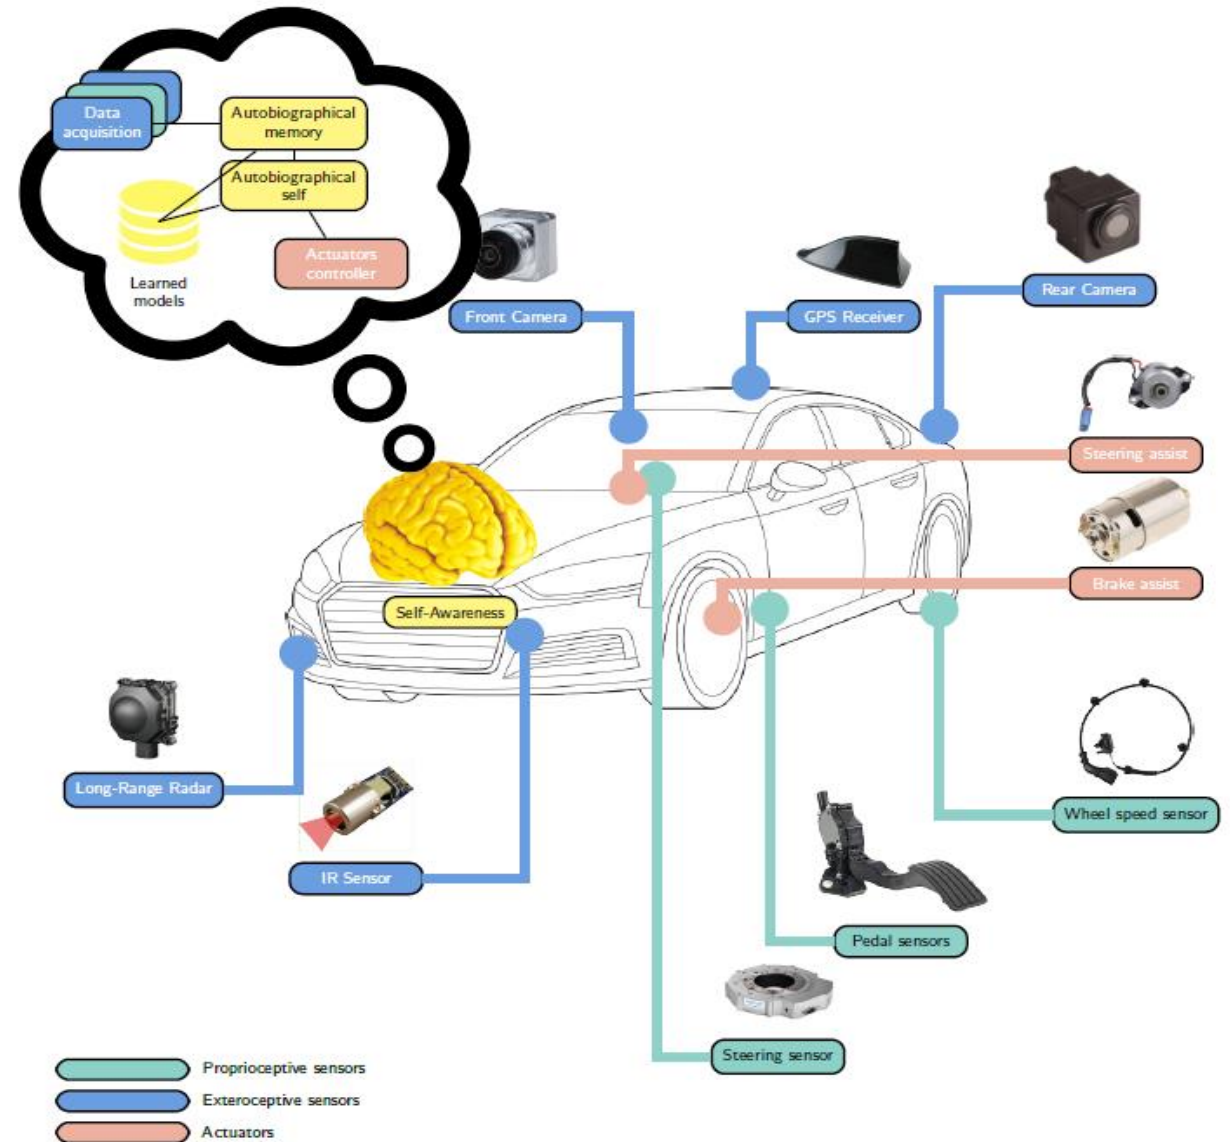 Data
acquisition
Autobiographical
memory
Autobiographical
self
Actuators
controller
Learned
models
Front Camera
GPS Receiver
Rear Camera
Steering assist
Brake assist
Self-Awareness
Long-Range Radar
IR Sensor
Wheel speed sensor
Pedal sensors
Steering sensor
Proprioceptive sensors
Exteroceptive sensors
Actuators